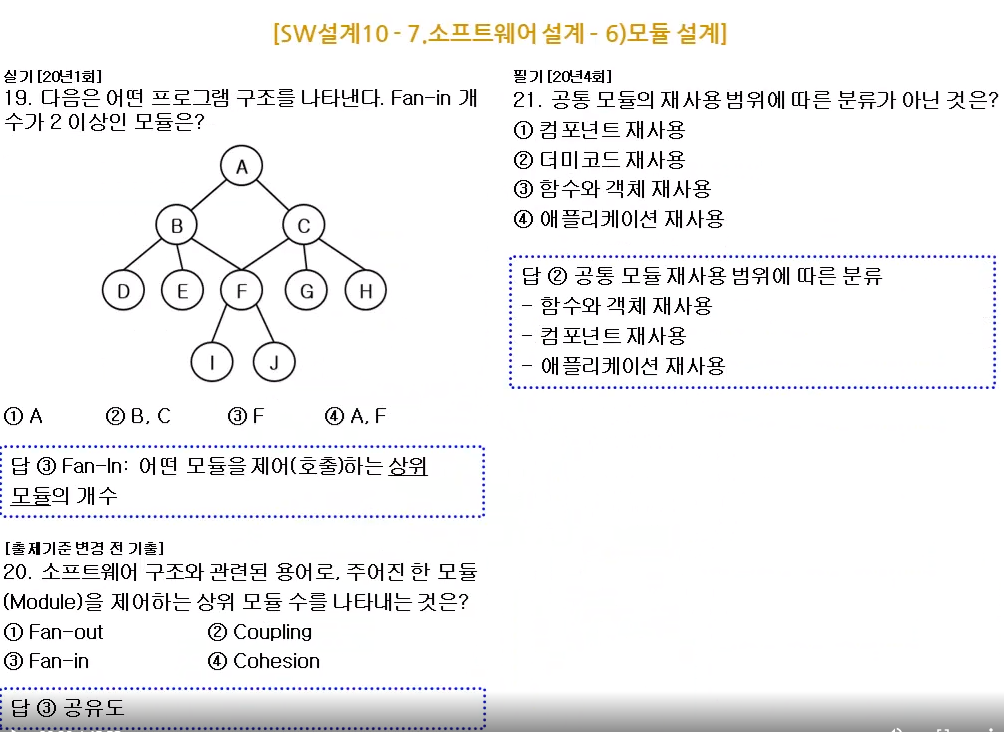 [SW설계10 - 7.소프트웨어 설계 - 6)모듈 설계]
실기 [20년1회]
19. 다음은 어떤 프로그램 구조를 나타낸다. Fan-in 개
수가 2 이상인 모듈은?
A
B
C
D
E
F
G
H
I
J
① A
② B, C
③ F
④ A, F
답 ③ Fan-In: 어떤 모듈을 제어(호출)하는 상위
모듈의 개수
[출제기준 변경 전 기출]
20. 소프트웨어 구조와 관련된 용어로, 주어진 한 모듈
(Module)을 제어하는 상위 모듈 수를 나타내는 것은?
① Fan-out
② Coupling
③ Fan-in
④ Cohesion
답 ③ 공유도
필기 [20년4회]
21. 공통 모듈의 재사용 범위에 따른 분류가 아닌 것은?
① 컴포넌트 재사용
② 더미코드 재사용
③ 함수와 객체 재사용
④ 애플리케이션 재사용
답 ② 공통 모듈 재사용 범위에 따른 분류
- 함수와 객체 재사용
- 컴포넌트 재사용
- 애플리케이션 재사용